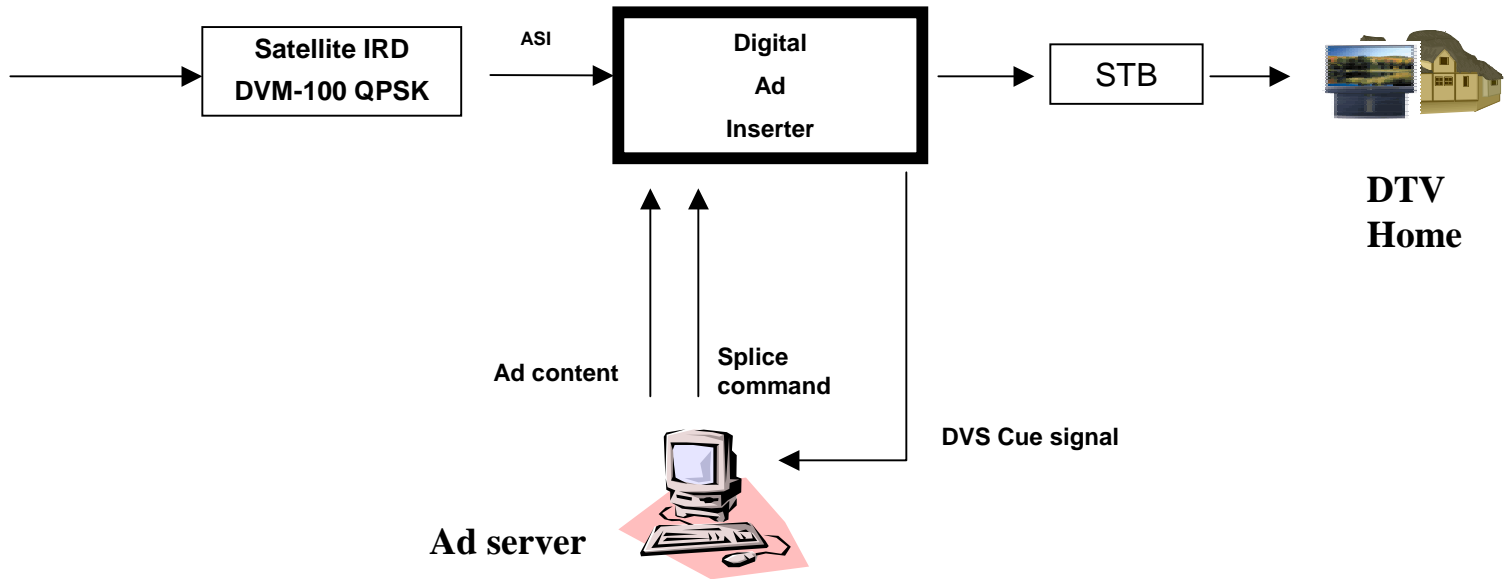 Satellite IRD
DVM-100 QPSK
ASI
Digital
Ad
Inserter
STB
DTV
Home
Ad content
Splice
command
DVS Cue signal
Ad server